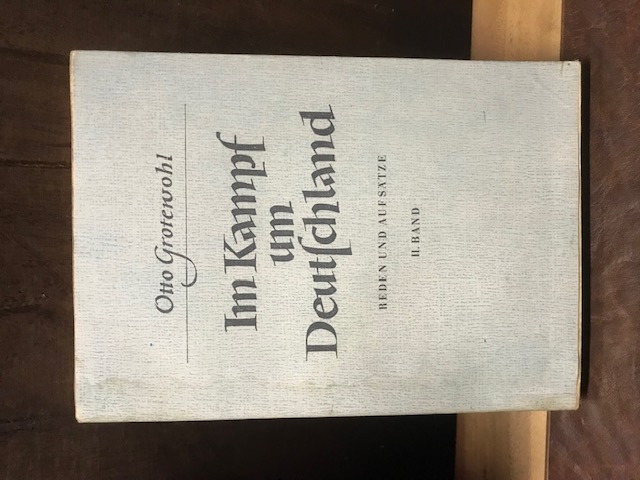 Otto Grotewohl
Im Kampf
um
Deutſchland
REDEN UND AUFSÄTZE
II. BAND